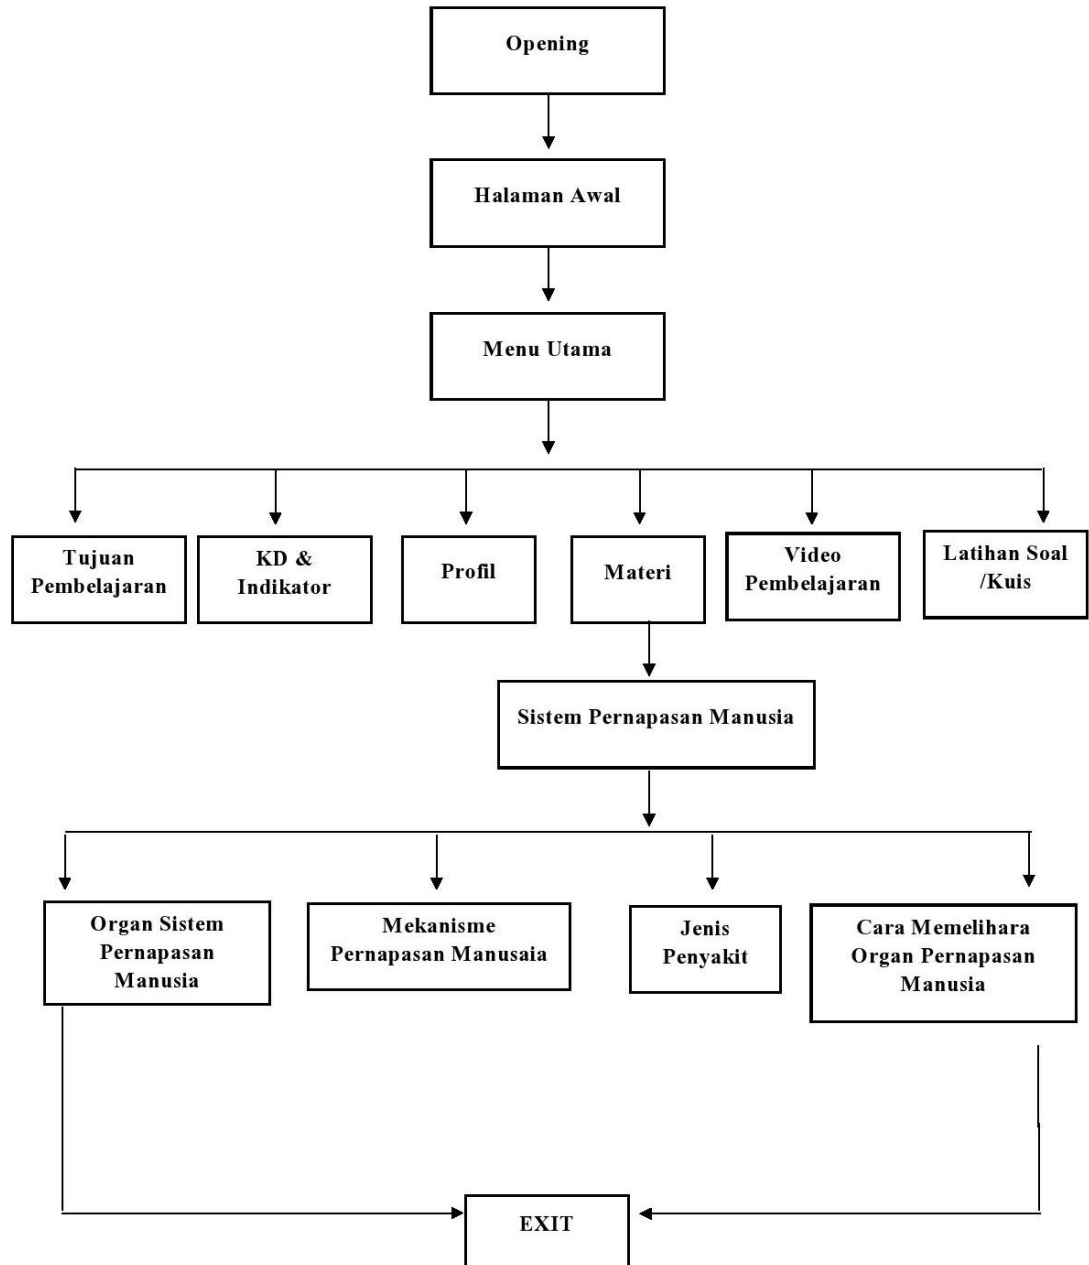 Opening
Halaman Awal
Menu Utama
Tujuan
Pembelajaran
KD &
Indikator
Profil
Materi
Video
Pembelajaran
Latihan Soal
/Kuis
Sistem Pernapasan Manusia
Organ Sistem
Pernapasan
Manusia
Mekanisme
Pernapasan Manusaia
Jenis
Penyakit
Cara Memelihara
Organ Pernapasan
Manusia
EXIT